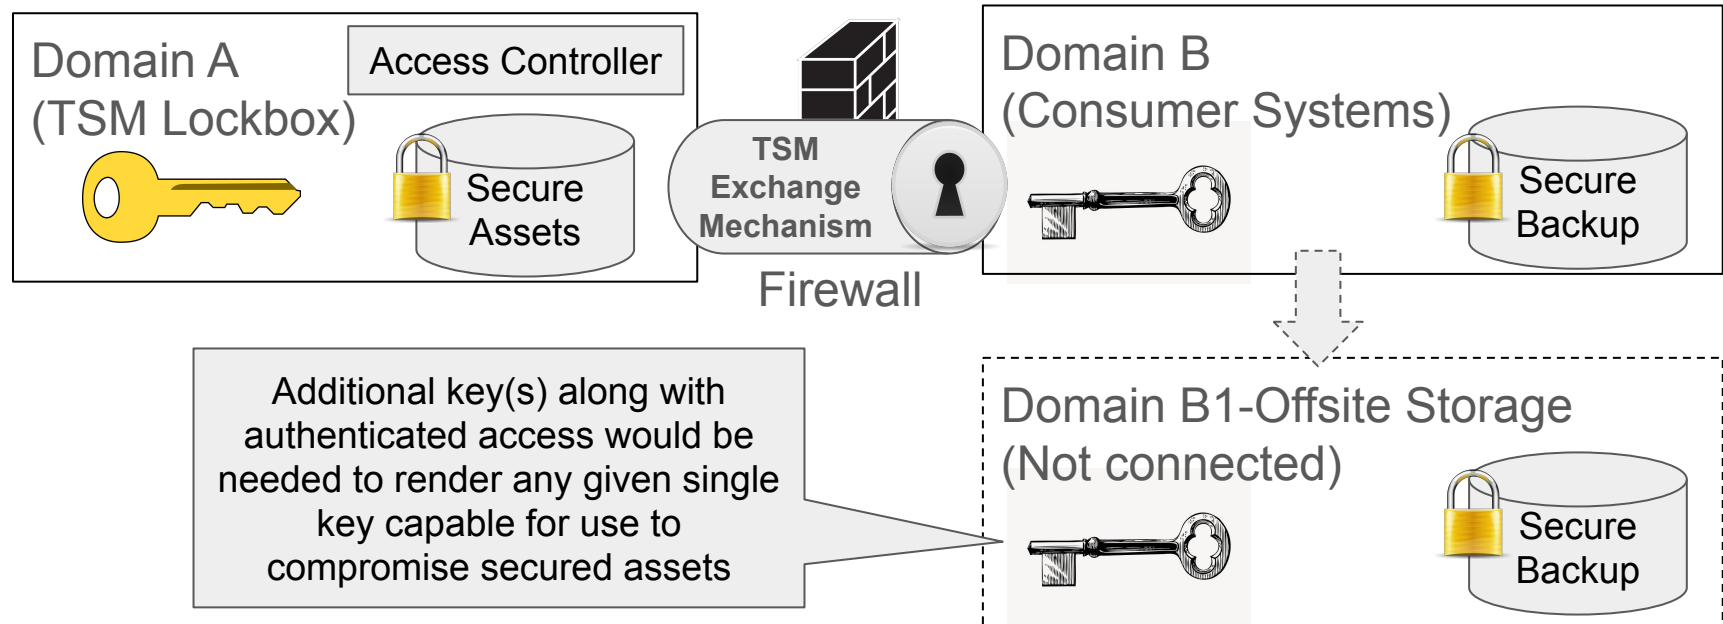 Domain A
(TSM Lockbox)
Access Controller
Secure
Assets
TSM
Exchange
Mechanism
Firewall
Domain B
(Consumer Systems)
Secure
Backup
Additional key(s) along with
authenticated access would be
needed to render any given single
key capable for use to
compromise secured assets
Domain B1-Offsite Storage
(Not connected)
Secure
Backup